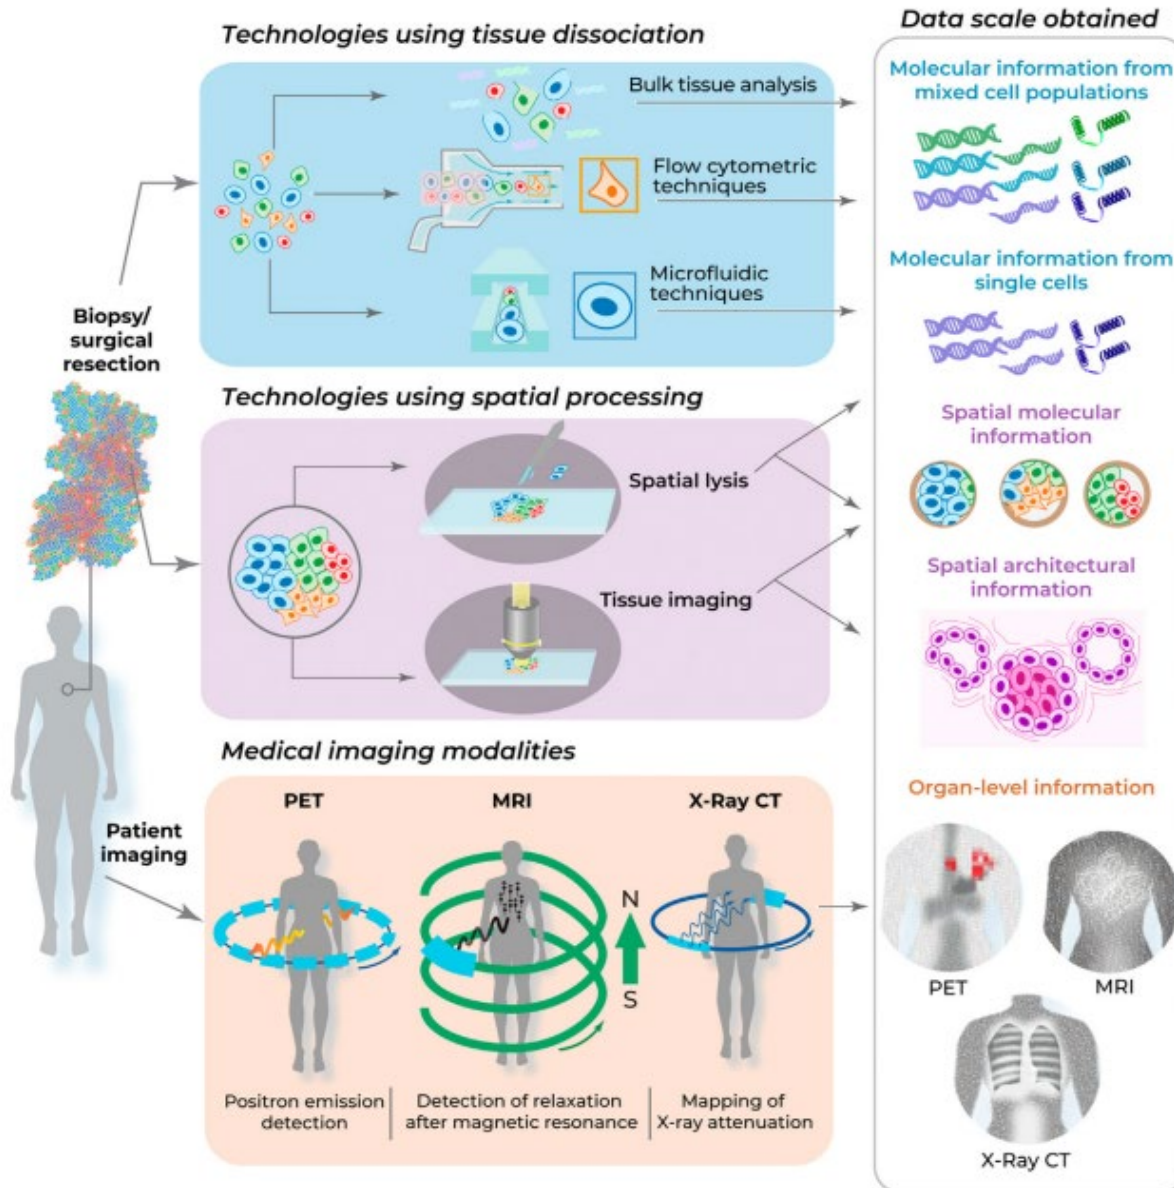 Technologies using tissue dissociation
Bulk tissue analysis
Flow cytometric
techniques
Microfluidic
techniques
Biopsy/
surgical
resection
Technologies using spatial processing
Spatial lysis
Tissue imaging
Medical imaging modalities
Patient
imaging
PET
MRI
X-Ray CT
N
S
Positron emission
detection
Detection of relaxation
after magnetic resonance
Mapping of
X-ray attenuation
Data scale obtained
Molecular information from
mixed cell populations
Molecular information from
single cells
Spatial molecular
information
Spatial architectural
information
Organ-level information
PET
MRI
X-Ray CT